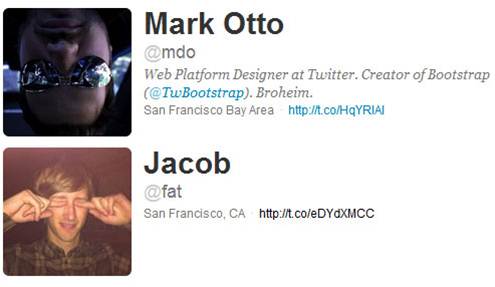 Mark Otto
@mdo
Web Platform Designer at Twitter. Creator of Bootstrap
(@TwBootstrap). Broheim.
San Francisco Bay Area · http://t.co/HqYRIAI
Jacob
@fat
San Francisco, CA · http://t.co/eDYdXMCC